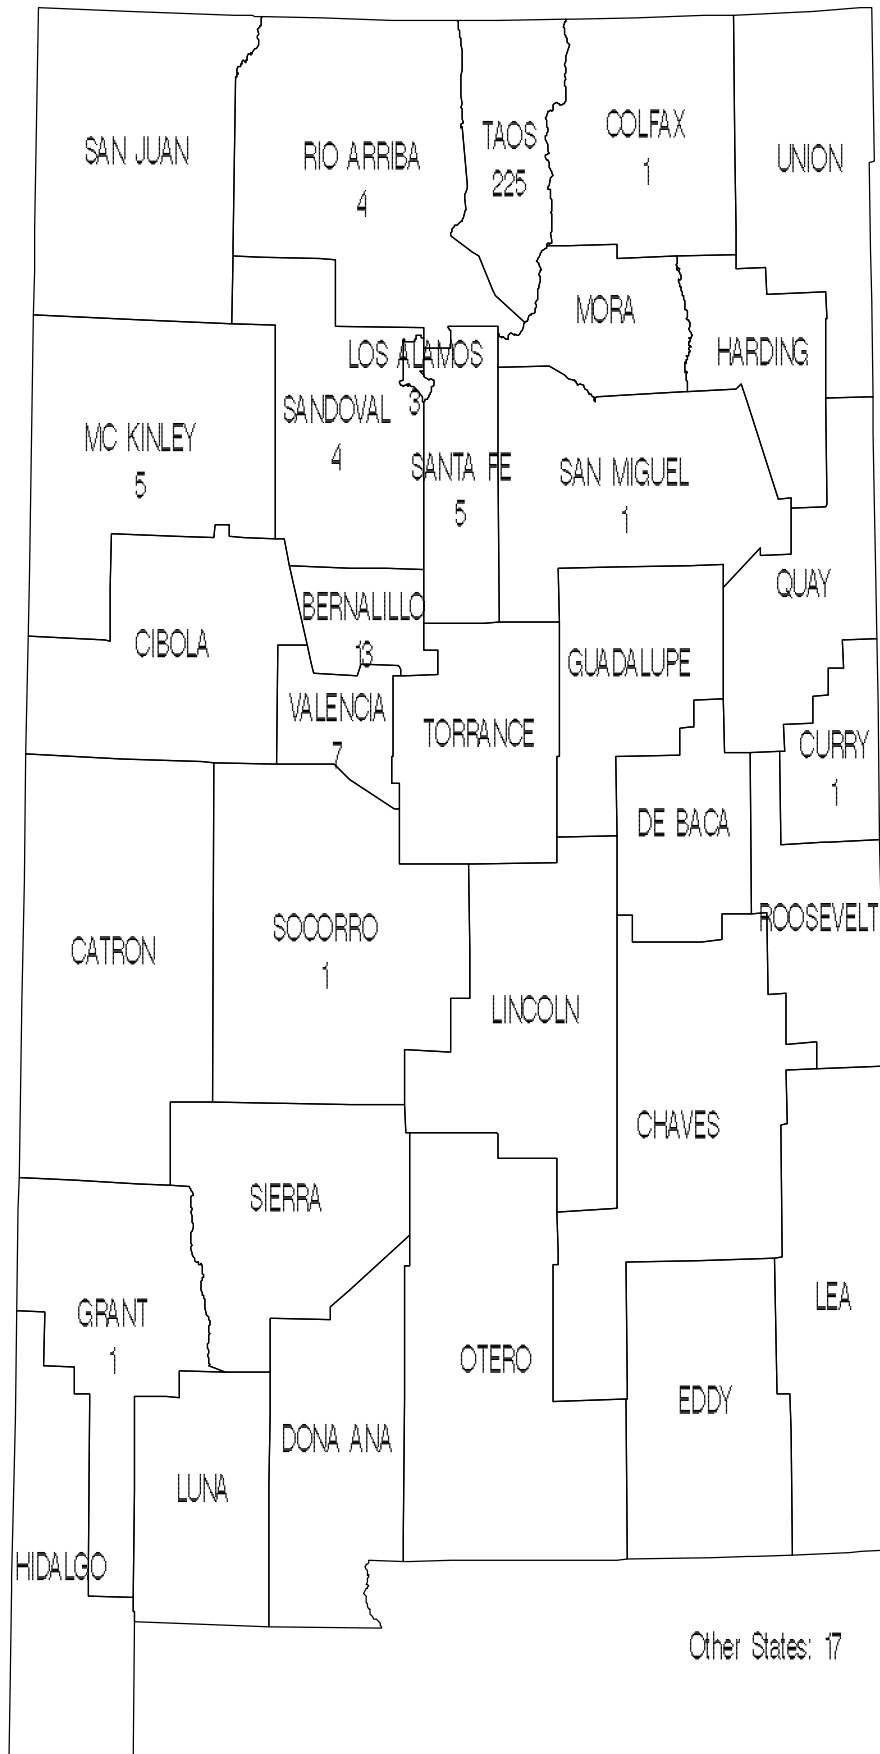 SAN JUAN
RIO ARRIBA
4
TAOS
225
COLFAX
1
UNION
MORA
HARDING
LOS ALAMOS
3
SANDOVAL
4
MC KINLEY
5
SANTA FE
5
SAN MIGUEL
1
QUAY
BERNALILLO
13
CIBOLA
GUADALUPE
VALENCIA
7
TORRANCE
CURRY
1
DE BACA
ROOSEVELT
CATRON
SOCORRO
1
LINCOLN
CHAVES
SIERRA
GRANT
1
LEA
OTERO
EDDY
DONA ANA
LUNA
HIDALGO
Other States: 17